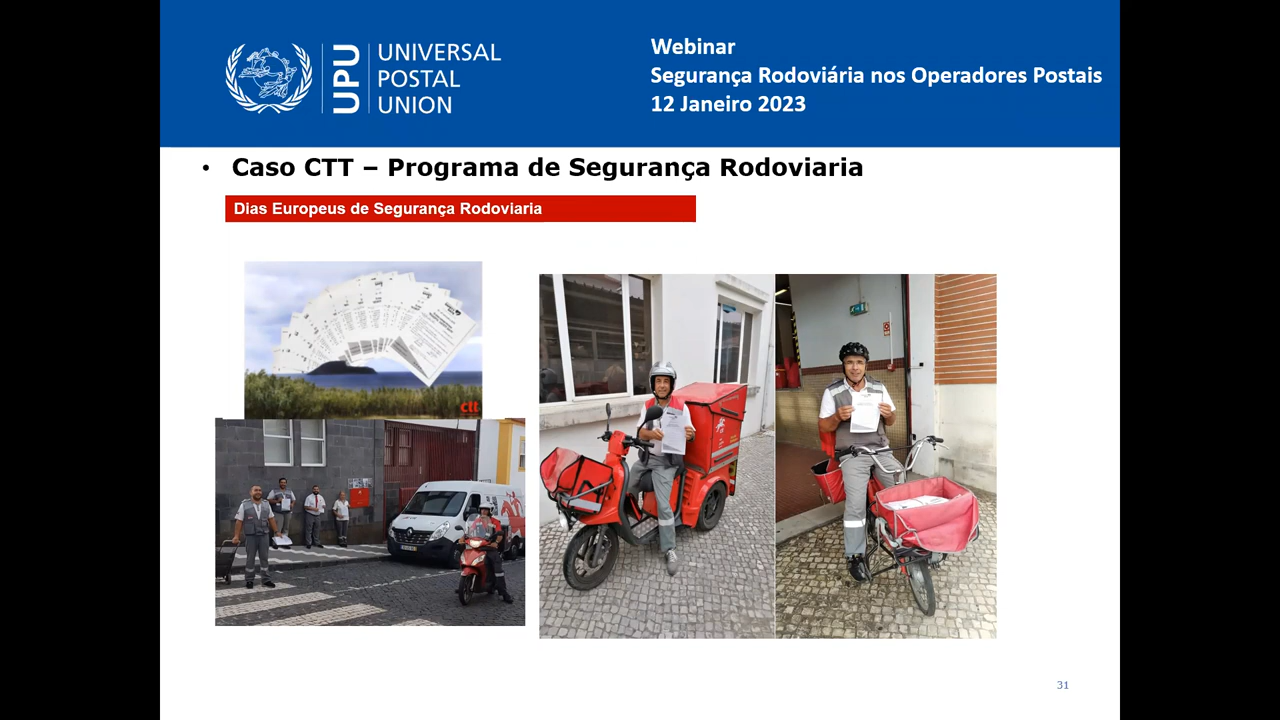 UPU
UNIVERSAL
POSTAL
UNION
Webinar
Segurança Rodoviária nos Operadores Postais
12 Janeiro 2023
• Caso CTT – Programa de Segurança Rodoviaria
Dias Europeus de Segurança Rodoviaria
ctt
31